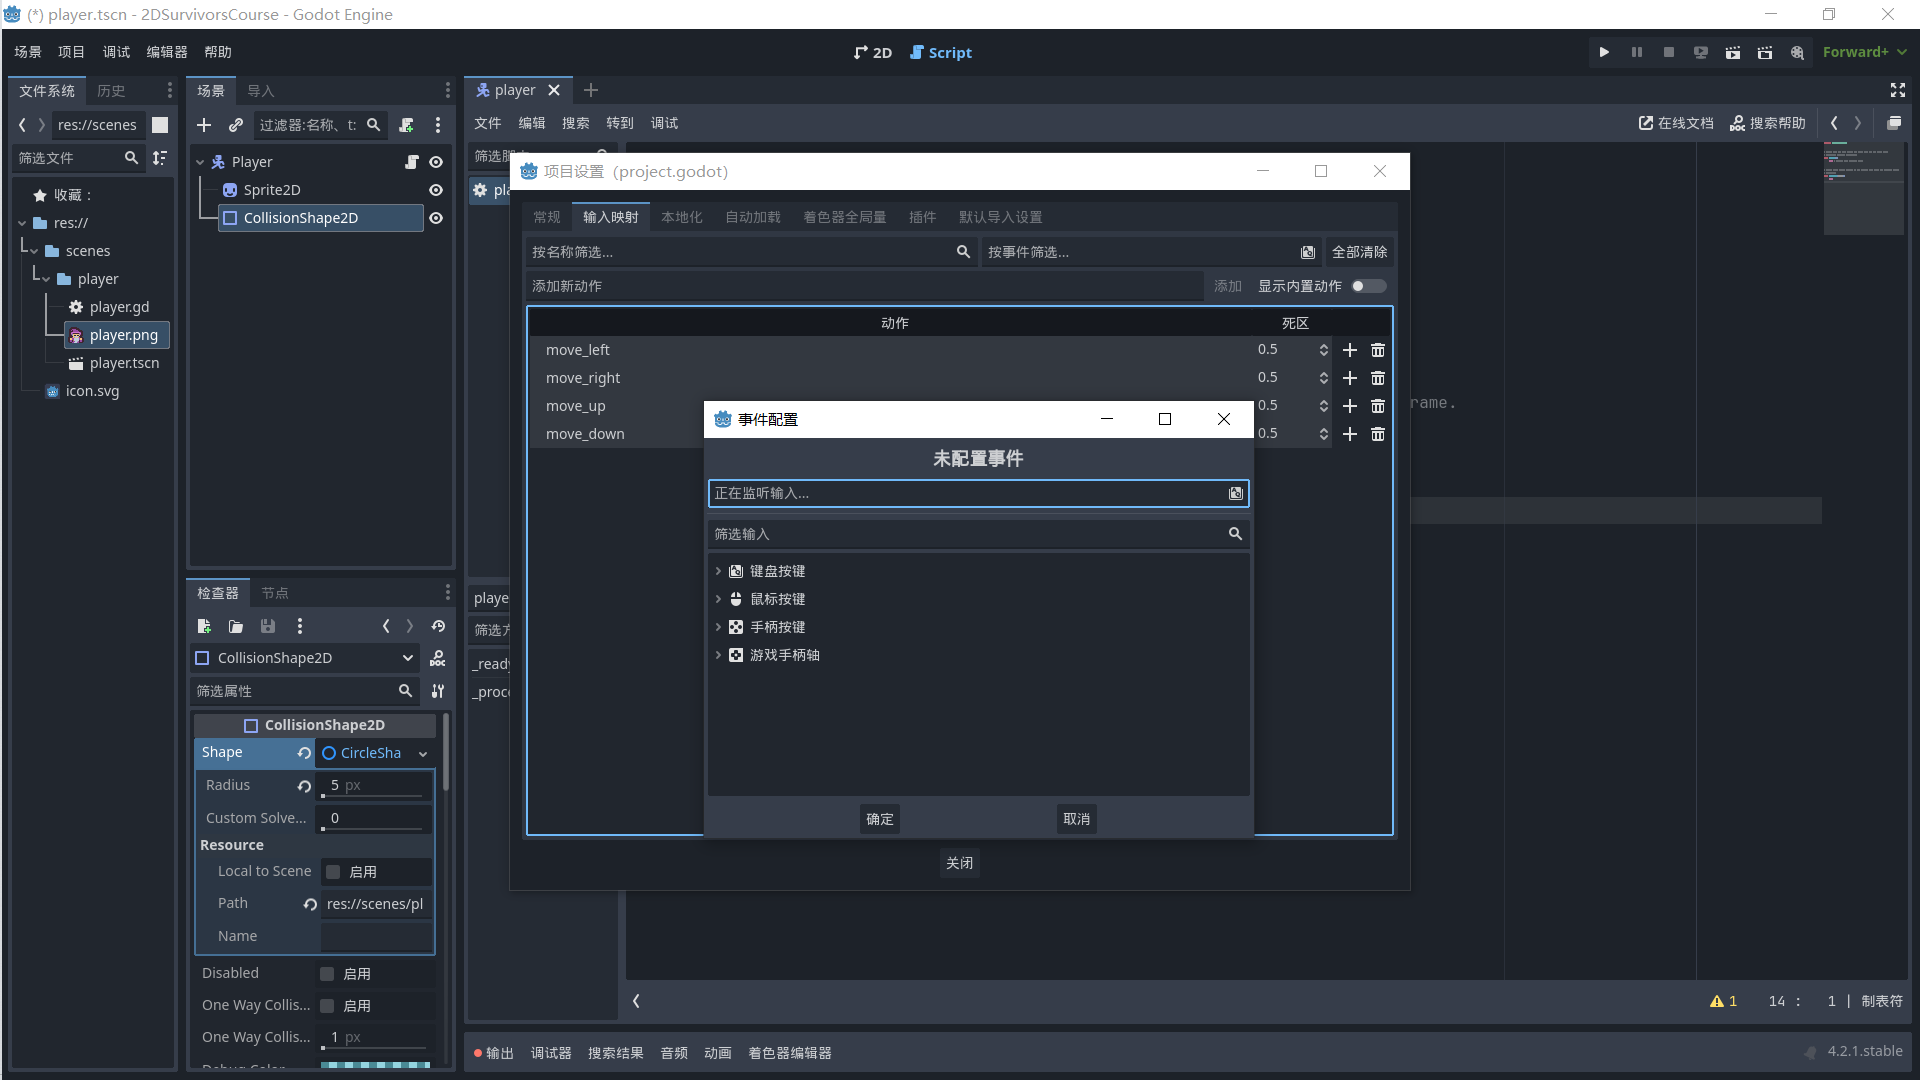 (*) player.tscn - 2DSurvivorsCourse - Godot Engine
场景 项目 调试 编辑器 帮助
2D Script
Forward+
文件系统 历史
res://scenes
筛选文件
收藏：
res://
scenes
player
player.gd
player.png
player.tscn
icon.svg
场景 导入
过滤器:名称、t:
Player
Sprite2D
CollisionShape2D
检查器 节点
CollisionShape2D
筛选属性
CollisionShape2D
Shape CircleSha
Radius 5 px
Custom Solve... 0
Resource
Local to Scene 启用
Path res://scenes/pl
Name
Disabled 启用
One Way Collis... 启用
One Way Collis... 1 px
Debug Color
player
文件 编辑 搜索 转到 调试
在线文档 搜索帮助
筛选脚
pla
playe
筛选方
_ready
_proce
rame.
项目设置（project.godot）
常规 输入映射 本地化 自动加载 着色器全局量 插件 默认导入设置
按名称筛选... 按事件筛选... 全部清除
添加新动作 添加 显示内置动作
动作 死区
move_left 0.5
move_right 0.5
move_up 0.5
move_down 0.5
事件配置
未配置事件
正在监听输入...
筛选输入
键盘按键
鼠标按键
手柄按键
游戏手柄轴
确定 取消
关闭
1 14 : 1 | 制表符
输出 调试器 搜索结果 音频 动画 着色器编辑器
4.2.1.stable